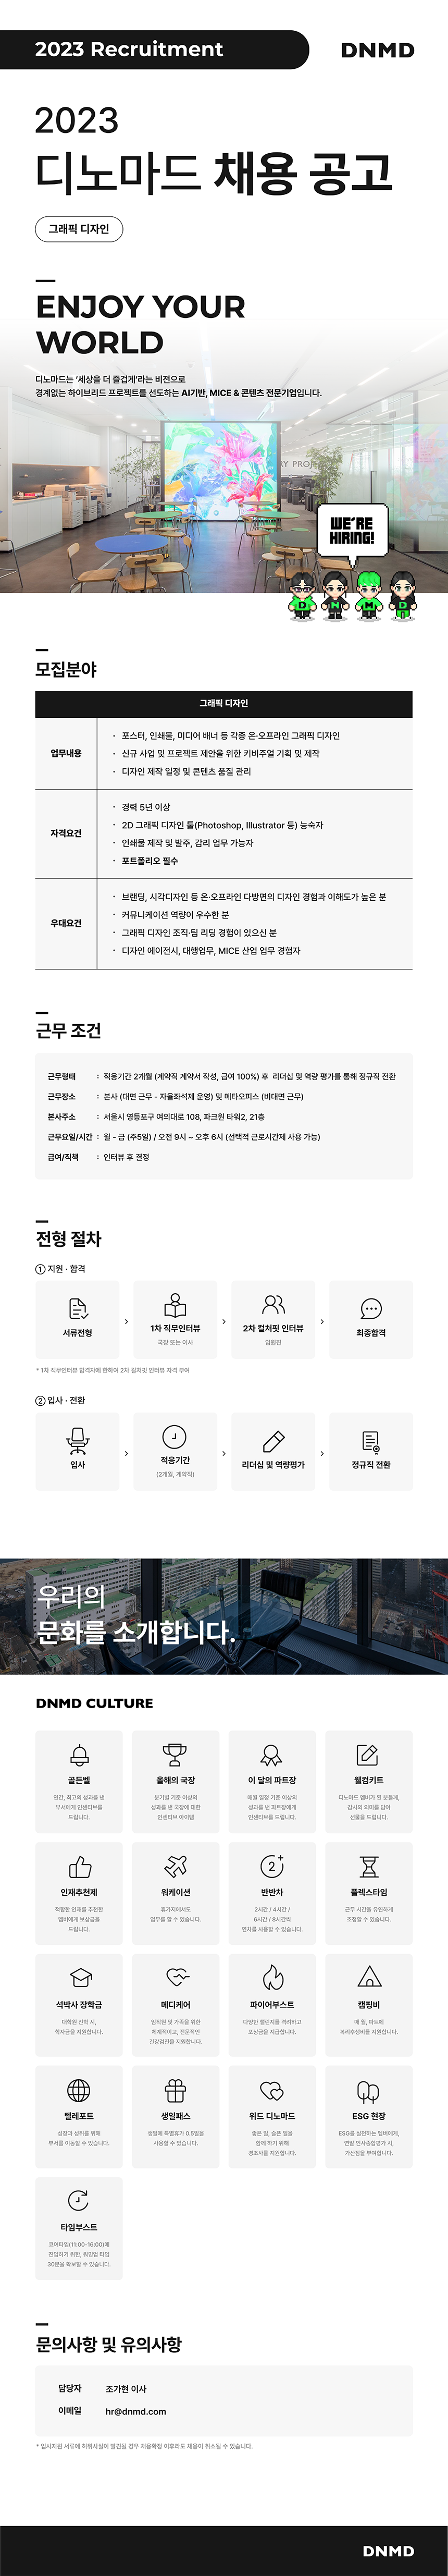 2023 Recruitment
DNMD
2023
디노마드 채용 공고
그래픽 디자인
ENJOY YOUR
WORLD
디노마드는 '세상을 더 즐겁게'라는 비전으로
경계없는 하이브리드 프로젝트를 선도하는 AI기반, MICE & 콘텐츠 전문기업입니다.
WE'RE
HIRING!
D N M D
모집분야
그래픽 디자인
업무내용
· 포스터, 인쇄물, 미디어 배너 등 각종 온·오프라인 그래픽 디자인
· 신규 사업 및 프로젝트 제안을 위한 키비주얼 기획 및 제작
· 디자인 제작 일정 및 콘텐츠 품질 관리
자격요건
· 경력 5년 이상
· 2D 그래픽 디자인 툴(Photoshop, Illustrator 등) 능숙자
· 인쇄물 제작 및 발주, 감리 업무 가능자
· 포트폴리오 필수
우대요건
· 브랜딩, 시각디자인 등 온·오프라인 다방면의 디자인 경험과 이해도가 높은 분
· 커뮤니케이션 역량이 우수한 분
· 그래픽 디자인 조직·팀 리딩 경험이 있으신 분
· 디자인 에이전시, 대행업무, MICE 산업 업무 경험자
근무 조건
근무형태 : 적응기간 2개월 (계약직 계약서 작성, 급여 100%) 후 리더십 및 역량 평가를 통해 정규직 전환
근무장소 : 본사 (대면 근무 - 자율좌석제 운영) 및 메타오피스 (비대면 근무)
본사주소 : 서울시 영등포구 여의대로 108, 파크원 타워2, 21층
근무요일/시간 : 월 - 금 (주5일) / 오전 9시 ~ 오후 6시 (선택적 근로시간제 사용 가능)
급여/직책 : 인터뷰 후 결정
전형 절차
① 지원 · 합격
서류전형
1차 직무인터뷰
국장 또는 이사
2차 컬처핏 인터뷰
임원진
최종합격
* 1차 직무인터뷰 합격자에 한하여 2차 컬처핏 인터뷰 자격 부여
② 입사 · 전환
입사
적응기간
(2개월, 계약직)
리더십 및 역량평가
정규직 전환
우리의
문화를 소개합니다.
DNMD CULTURE
골든벨
연간, 최고의 성과를 낸
부서에게 인센티브를
드립니다.
올해의 국장
분기별 기준 이상의
성과를 낸 국장에 대한
인센티브 아이템
이 달의 파트장
매월 일정 기준 이상의
성과를 낸 파트장에게
인센티브를 드립니다.
웰컴키트
디노마드 멤버가 된 분들께,
감사의 의미를 담아
선물을 드립니다.
인재추천제
적합한 인재를 추천한
멤버에게 보상금을
드립니다.
워케이션
휴가지에서도
업무를 할 수 있습니다.
반반차
2시간 / 4시간 /
6시간 / 8시간씩
연차를 사용할 수 있습니다.
플렉스타임
근무 시간을 유연하게
조정할 수 있습니다.
석박사 장학금
대학원 진학 시,
학자금을 지원합니다.
메디케어
임직원 및 가족을 위한
체계적이고, 전문적인
건강검진을 지원합니다.
파이어부스트
다양한 챌린지를 격려하고
포상금을 지급합니다.
캠핑비
매 월, 파트에
복리후생비를 지원합니다.
텔레포트
성장과 성취를 위해
부서를 이동할 수 있습니다.
생일패스
생일에 특별휴가 0.5일을
사용할 수 있습니다.
위드 디노마드
좋은 일, 슬픈 일을
함께 하기 위해
경조사를 지원합니다.
ESG 현장
ESG를 실천하는 멤버에게,
연말 인사종합평가 시,
가산점을 부여합니다.
타임부스트
코어타임(11:00-16:00)에
전념하기 위한, 워밍업 타임
30분을 확보할 수 있습니다.
문의사항 및 유의사항
담당자 조가현 이사
이메일 hr@dnmd.com
* 입사지원 서류에 허위사실이 발견될 경우 채용확정 이후라도 채용이 취소될 수 있습니다.
DNMD